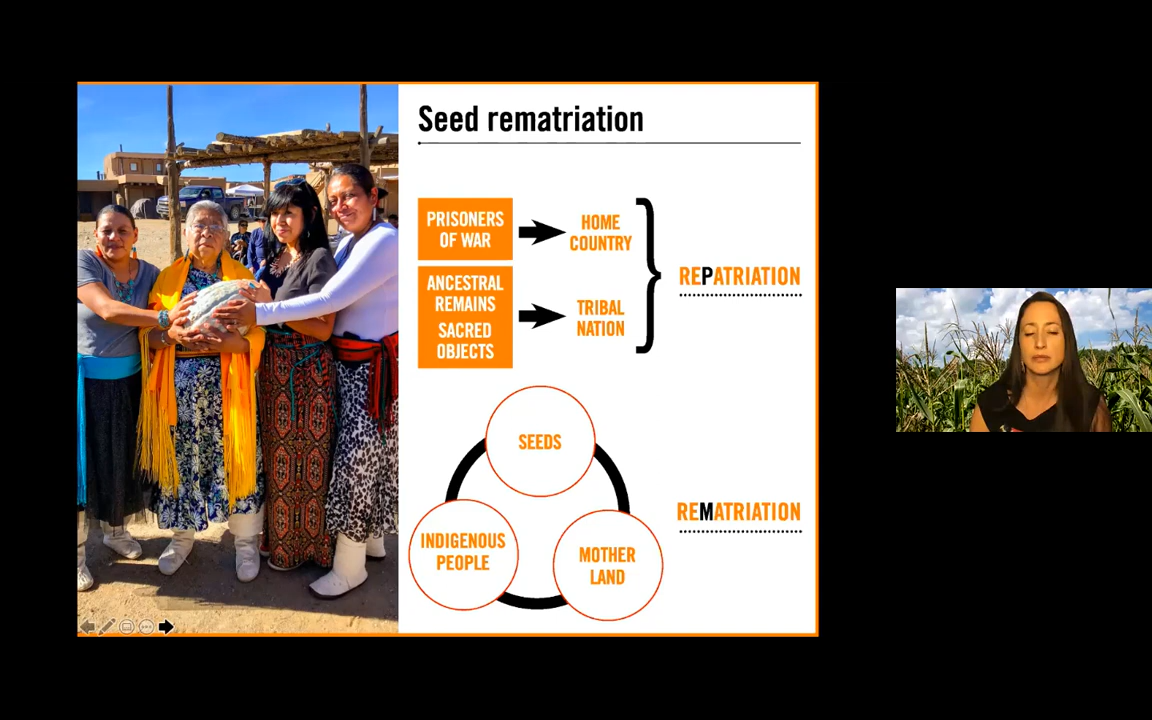 Seed rematriation
PRISONERS
OF WAR
HOME
COUNTRY
ANCESTRAL
REMAINS
SACRED
OBJECTS
TRIBAL
NATION
REPATRIATION
SEEDS
INDIGENOUS
PEOPLE
MOTHER
LAND
REMATRIATION